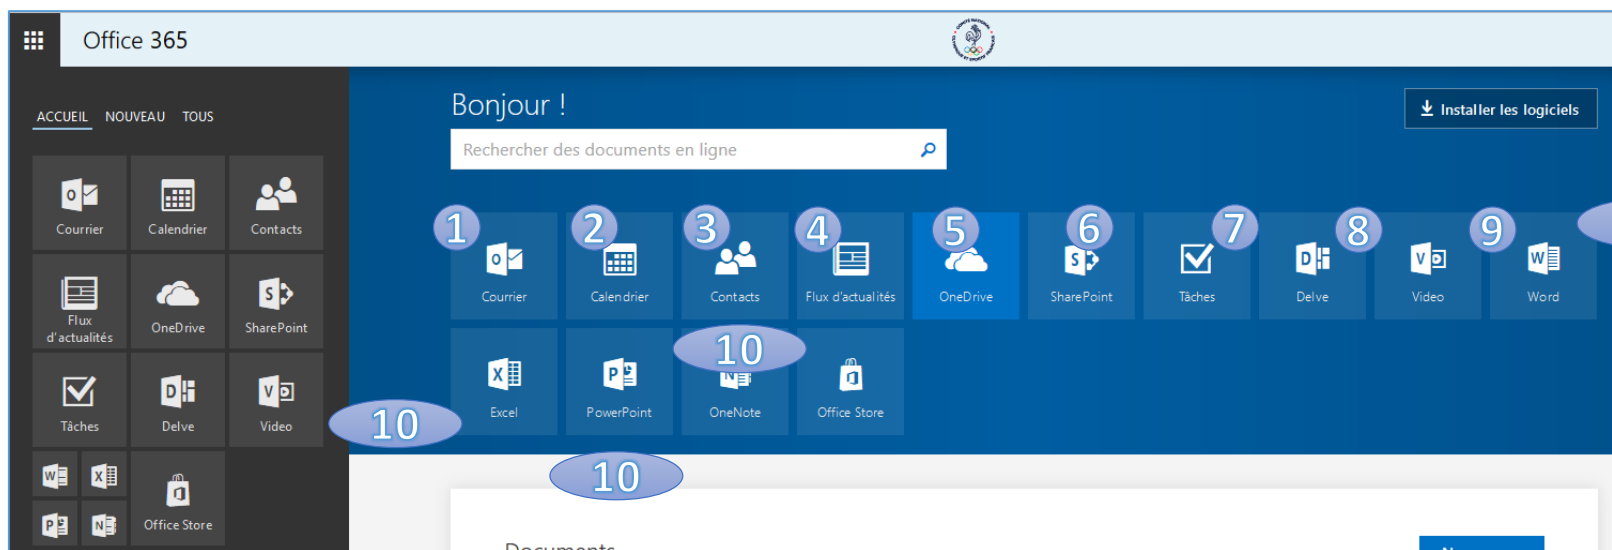 Office 365
ACCUEIL NOUVEAU TOUS
Courrier Calendrier Contacts
Flux d'actualités OneDrive SharePoint
Tâches Delve Video
Office Store
Bonjour !
Installer les logiciels
Rechercher des documents en ligne
1 2 3 4 5 6 7 8 9
Courrier Calendrier Contacts Flux d'actualités OneDrive SharePoint Tâches Delve Video Word
10
Excel PowerPoint OneNote Office Store
10
10
Documents